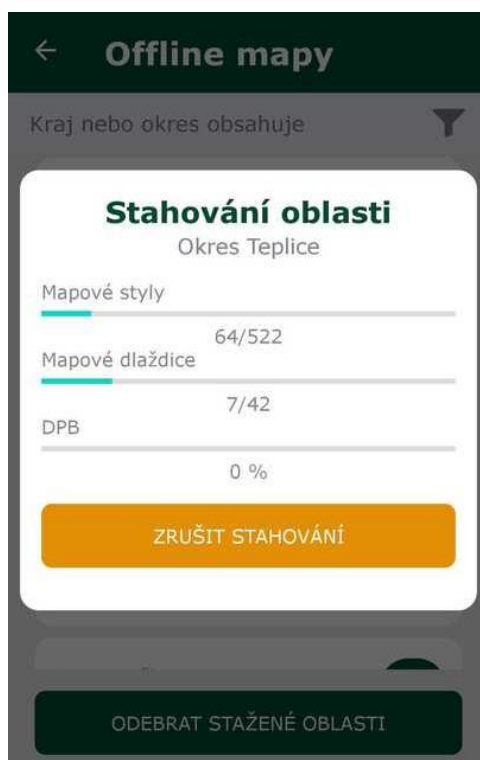 Offline mapy
Kraj nebo okres obsahuje
Stahování oblasti
Okres Teplice
Mapové styly
64/522
Mapové dlaždice
7/42
DPB
0 %
ZRUŠIT STAHOVÁNÍ
ODEBRAT STAŽENÉ OBLASTI